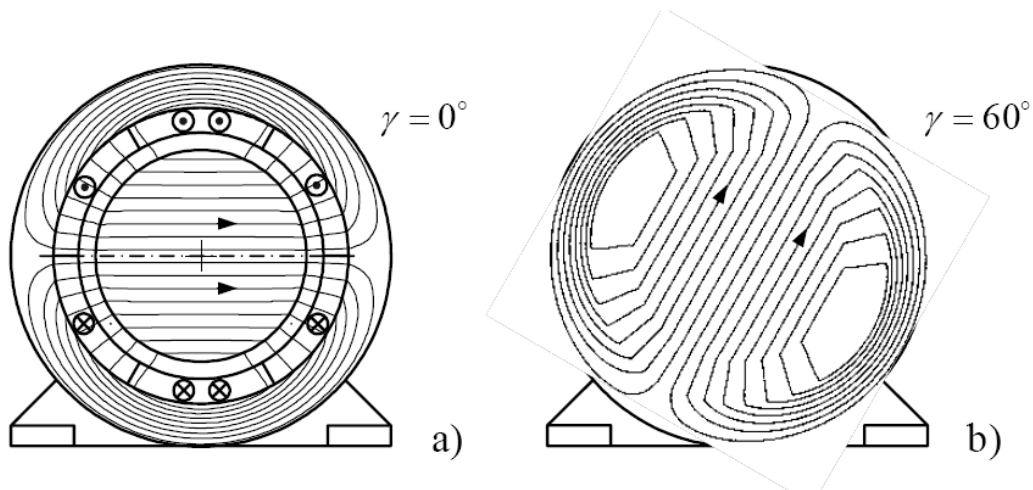 γ = 0°
γ = 60°
a)
b)